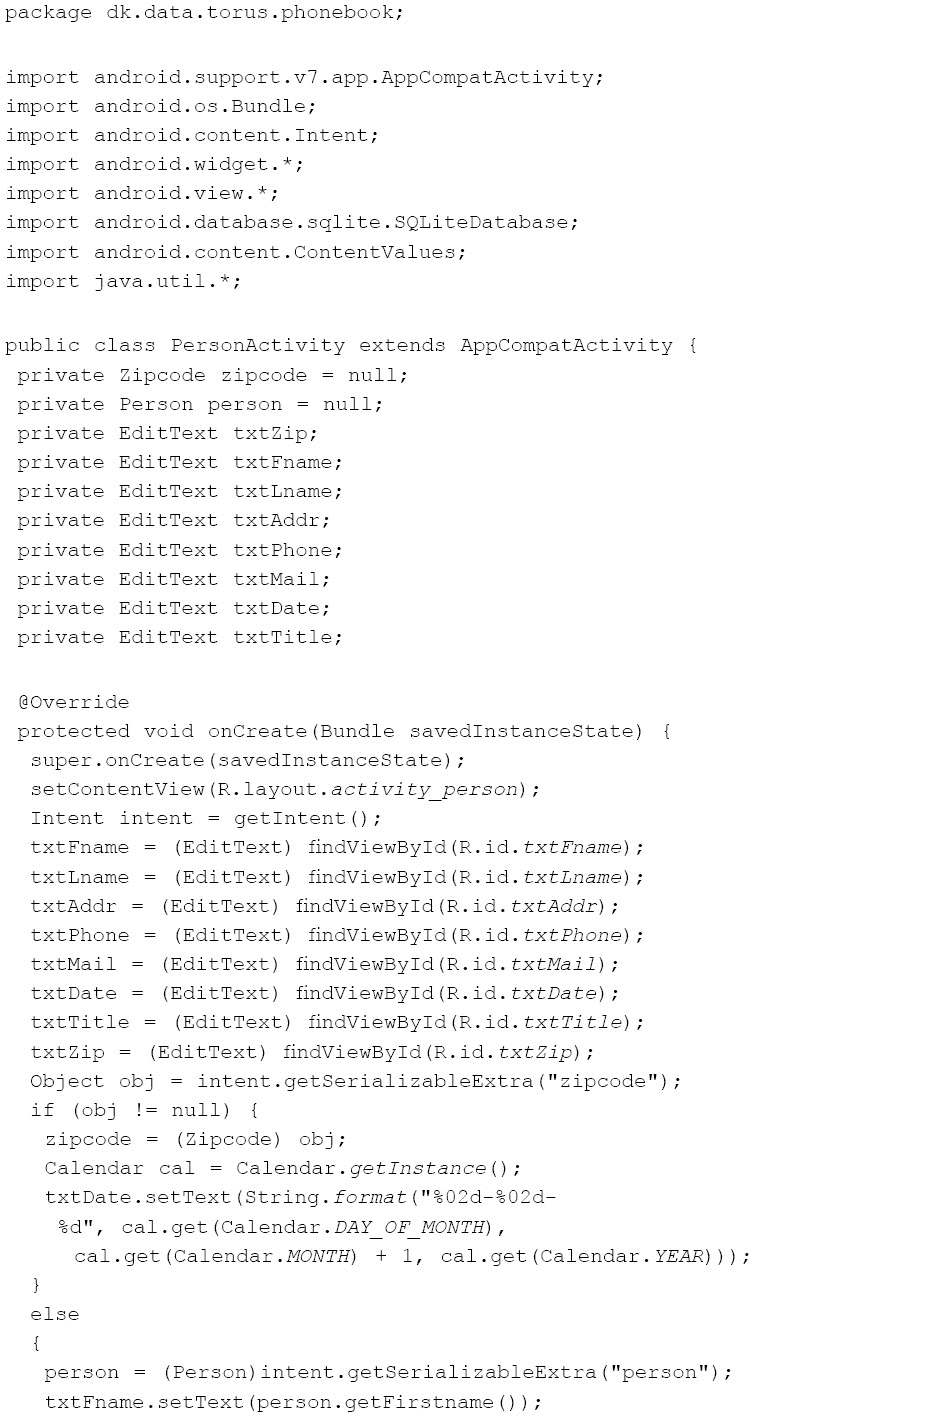 package dk.data.torus.phonebook;
import android.support.v7.app.AppCompatActivity;
import android.os.Bundle;
import android.content.Intent;
import android.widget.*;
import android.view.*;
import android.database.sqlite.SQLiteDatabase;
import android.content.ContentValues;
import java.util.*;
public class PersonActivity extends AppCompatActivity {
private Zipcode zipcode = null;
private Person person = null;
private EditText txtZip;
private EditText txtFname;
private EditText txtLname;
private EditText txtAddr;
private EditText txtPhone;
private EditText txtMail;
private EditText txtDate;
private EditText txtTitle;
@Override
protected void onCreate(Bundle savedInstanceState) {
super.onCreate(savedInstanceState);
setContentView(R.layout.activity_person);
Intent intent = getIntent();
txtFname = (EditText) findViewById(R.id.txtFname);
txtLname = (EditText) findViewById(R.id.txtLname);
txtAddr = (EditText) findViewById(R.id.txtAddr);
txtPhone = (EditText) findViewById(R.id.txtPhone);
txtMail = (EditText) findViewById(R.id.txtMail);
txtDate = (EditText) findViewById(R.id.txtDate);
txtTitle = (EditText) findViewById(R.id.txtTitle);
txtZip = (EditText) findViewById(R.id.txtZip);
Object obj = intent.getSerializableExtra("zipcode");
if (obj != null) {
zipcode = (Zipcode) obj;
Calendar cal = Calendar.getInstance();
txtDate.setText(String.format("%02d-%02d-
%d", cal.get(Calendar.DAY_OF_MONTH),
cal.get(Calendar.MONTH) + 1, cal.get(Calendar.YEAR)));
}
else
{
person = (Person)intent.getSerializableExtra("person");
txtFname.setText(person.getFirstname());